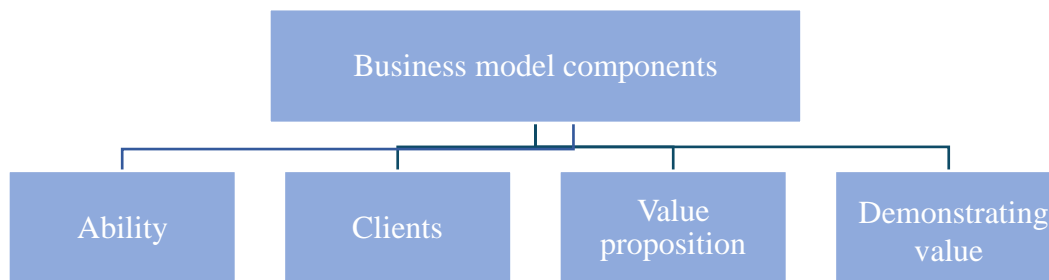 Business model components
Ability
Clients
Value
proposition
Demonstrating
value